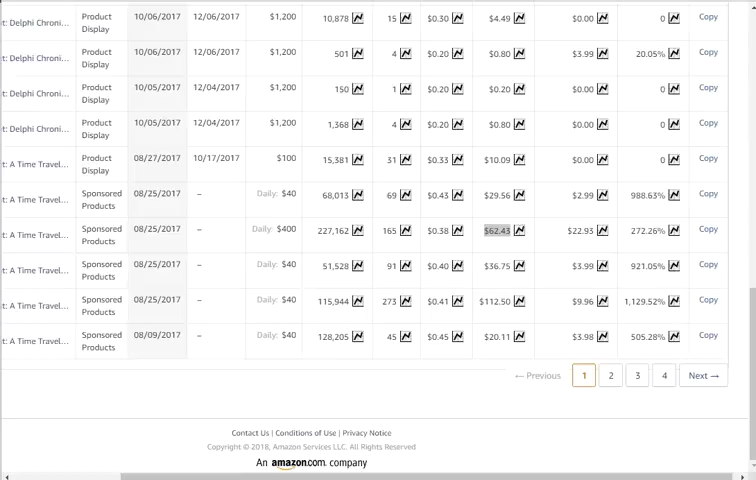 t: Delphi Chroni... Product Display 10/06/2017 12/06/2017 $1,200 10,878 15 $0.30 $4.49 $0.00 0 Copy
t: Delphi Chroni... Product Display 10/06/2017 12/06/2017 $1,200 501 4 $0.20 $0.80 $3.99 20.05% Copy
t: Delphi Chroni... Product Display 10/05/2017 12/04/2017 $1,200 150 1 $0.20 $0.20 $0.00 0 Copy
t: Delphi Chroni... Product Display 10/05/2017 12/04/2017 $1,200 1,368 4 $0.20 $0.80 $0.00 0 Copy
t: A Time Travel... Product Display 08/27/2017 10/17/2017 $100 15,381 31 $0.33 $10.09 $0.00 0 Copy
t: A Time Travel... Sponsored Products 08/25/2017 – Daily: $40 68,013 69 $0.43 $29.56 $2.99 988.63% Copy
t: A Time Travel... Sponsored Products 08/25/2017 – Daily: $400 227,162 165 $0.38 $62.43 $22.93 272.26% Copy
t: A Time Travel... Sponsored Products 08/25/2017 – Daily: $40 51,528 91 $0.40 $36.75 $3.99 921.05% Copy
t: A Time Travel... Sponsored Products 08/25/2017 – Daily: $40 115,944 273 $0.41 $112.50 $9.96 1,129.52% Copy
t: A Time Travel... Sponsored Products 08/09/2017 – Daily: $40 128,205 45 $0.45 $20.11 $3.98 505.28% Copy
← Previous 1 2 3 4 Next →
Contact Us | Conditions of Use | Privacy Notice
Copyright © 2018, Amazon Services LLC. All Rights Reserved
An amazon.com. company